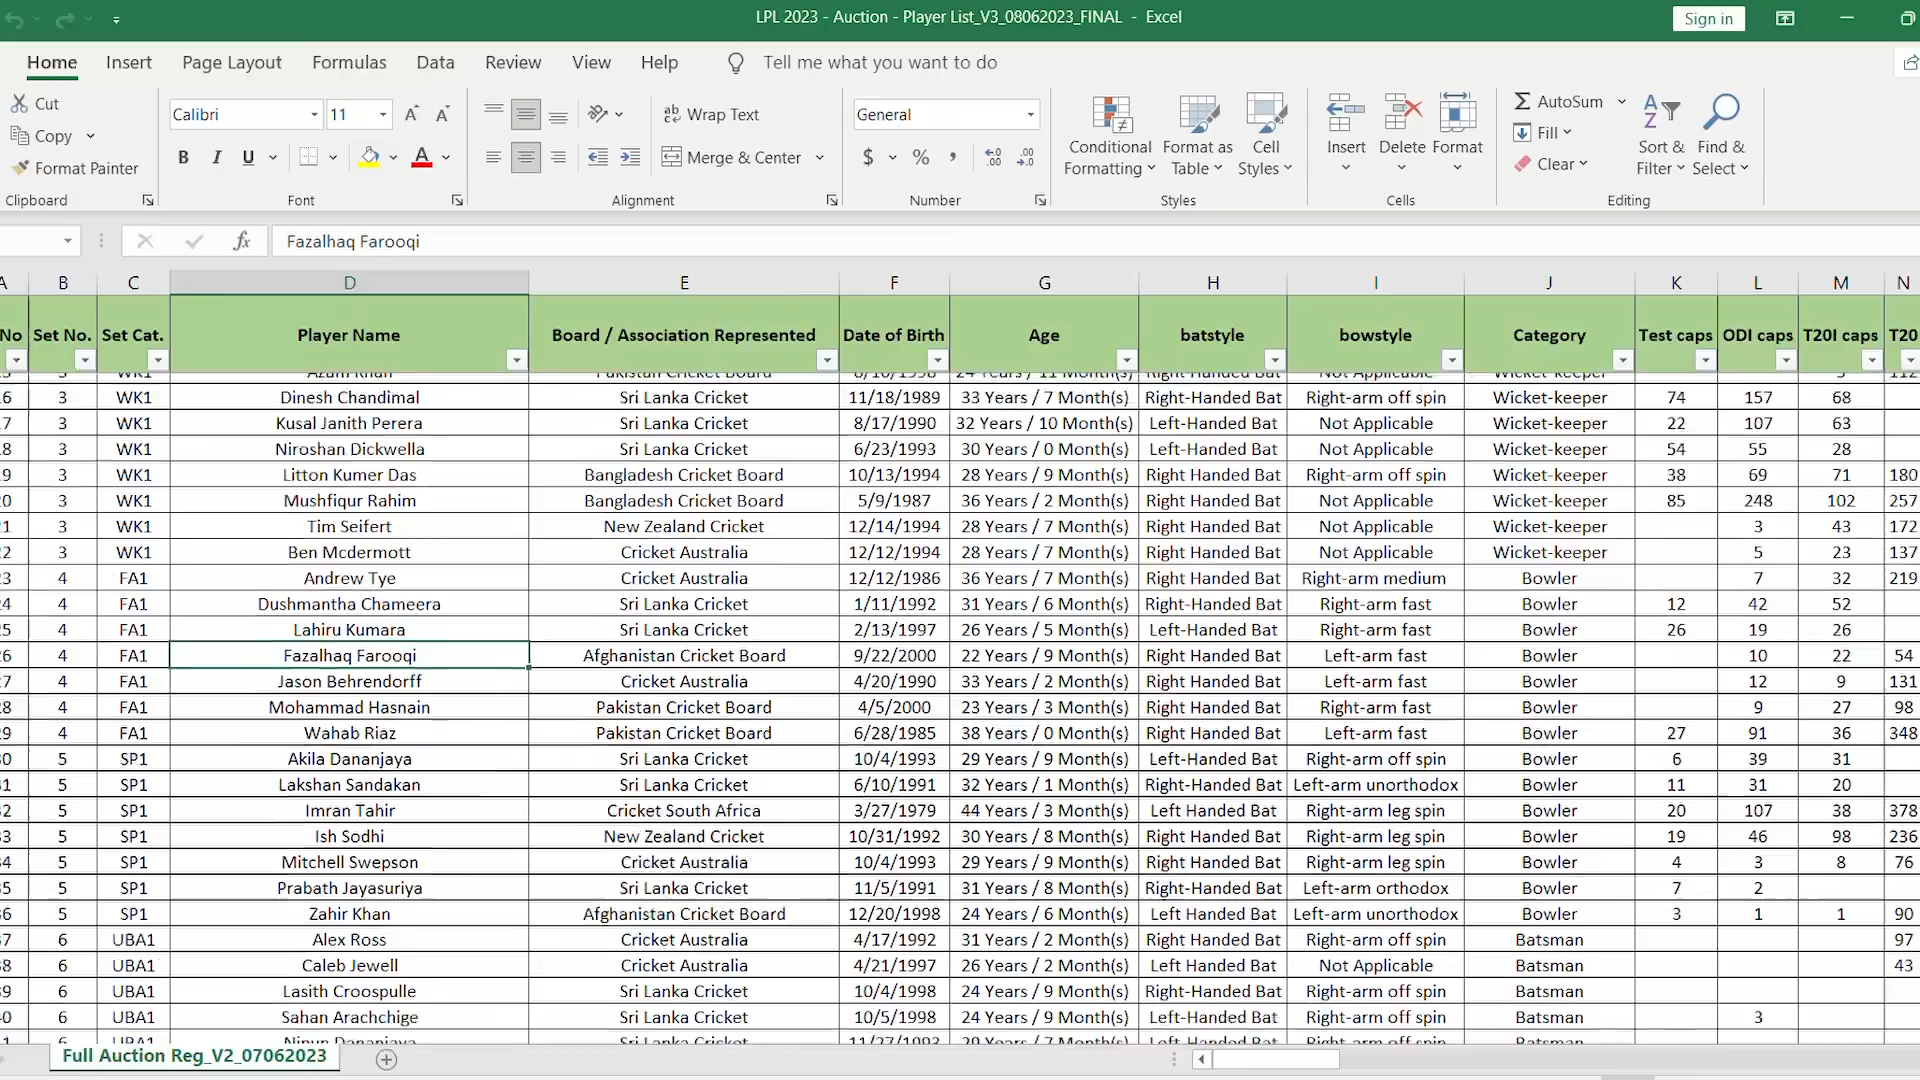 LPL 2023 - Auction - Player List_V3_08062023_FINAL - Excel
Sign in
Home Insert Page Layout Formulas Data Review View Help Tell me what you want to do
Cut
Copy
Format Painter
Clipboard
Calibri 11
B I U
Font
Wrap Text
Merge & Center
Alignment
General
$ % ,
Number
Conditional Formatting
Format as Table
Cell Styles
Styles
Insert Delete Format
Cells
AutoSum
Fill
Clear
Sort & Filter
Find & Select
Editing
fx Fazalhaq Farooqi
A B C D E F G H I J K L M N
No Set No. Set Cat. Player Name Board / Association Represented Date of Birth Age batstyle bowstyle Category Test caps ODI caps T20I caps T20
6 3 WK1 Dinesh Chandimal Sri Lanka Cricket 11/18/1989 33 Years / 7 Month(s) Right-Handed Bat Right-arm off spin Wicket-keeper 74 157 68
7 3 WK1 Kusal Janith Perera Sri Lanka Cricket 8/17/1990 32 Years / 10 Month(s) Left-Handed Bat Not Applicable Wicket-keeper 22 107 63
8 3 WK1 Niroshan Dickwella Sri Lanka Cricket 6/23/1993 30 Years / 0 Month(s) Left-Handed Bat Not Applicable Wicket-keeper 54 55 28
9 3 WK1 Litton Kumer Das Bangladesh Cricket Board 10/13/1994 28 Years / 9 Month(s) Right Handed Bat Right-arm off spin Wicket-keeper 38 69 71 180
20 3 WK1 Mushfiqur Rahim Bangladesh Cricket Board 5/9/1987 36 Years / 2 Month(s) Right Handed Bat Not Applicable Wicket-keeper 85 248 102 257
21 3 WK1 Tim Seifert New Zealand Cricket 12/14/1994 28 Years / 7 Month(s) Right Handed Bat Not Applicable Wicket-keeper 3 43 172
22 3 WK1 Ben Mcdermott Cricket Australia 12/12/1994 28 Years / 7 Month(s) Right Handed Bat Not Applicable Wicket-keeper 5 23 137
23 4 FA1 Andrew Tye Cricket Australia 12/12/1986 36 Years / 7 Month(s) Right Handed Bat Right-arm medium Bowler 7 32 219
24 4 FA1 Dushmantha Chameera Sri Lanka Cricket 1/11/1992 31 Years / 6 Month(s) Right-Handed Bat Right-arm fast Bowler 12 42 52
25 4 FA1 Lahiru Kumara Sri Lanka Cricket 2/13/1997 26 Years / 5 Month(s) Left-Handed Bat Right-arm fast Bowler 26 19 26
26 4 FA1 Fazalhaq Farooqi Afghanistan Cricket Board 9/22/2000 22 Years / 9 Month(s) Right Handed Bat Left-arm fast Bowler 10 22 54
27 4 FA1 Jason Behrendorff Cricket Australia 4/20/1990 33 Years / 2 Month(s) Right Handed Bat Left-arm fast Bowler 12 9 131
28 4 FA1 Mohammad Hasnain Pakistan Cricket Board 4/5/2000 23 Years / 3 Month(s) Right Handed Bat Right-arm fast Bowler 9 27 98
29 4 FA1 Wahab Riaz Pakistan Cricket Board 6/28/1985 38 Years / 0 Month(s) Right Handed Bat Left-arm fast Bowler 27 91 36 348
30 5 SP1 Akila Dananjaya Sri Lanka Cricket 10/4/1993 29 Years / 9 Month(s) Left-Handed Bat Right-arm off spin Bowler 6 39 31
31 5 SP1 Lakshan Sandakan Sri Lanka Cricket 6/10/1991 32 Years / 1 Month(s) Right-Handed Bat Left-arm unorthodox Bowler 11 31 20
32 5 SP1 Imran Tahir Cricket South Africa 3/27/1979 44 Years / 3 Month(s) Left Handed Bat Right-arm leg spin Bowler 20 107 38 378
33 5 SP1 Ish Sodhi New Zealand Cricket 10/31/1992 30 Years / 8 Month(s) Right Handed Bat Right-arm leg spin Bowler 19 46 98 236
34 5 SP1 Mitchell Swepson Cricket Australia 10/4/1993 29 Years / 9 Month(s) Right Handed Bat Right-arm leg spin Bowler 4 3 8 76
35 5 SP1 Prabath Jayasuriya Sri Lanka Cricket 11/5/1991 31 Years / 8 Month(s) Right-Handed Bat Left-arm orthodox Bowler 7 2
36 5 SP1 Zahir Khan Afghanistan Cricket Board 12/20/1998 24 Years / 6 Month(s) Left Handed Bat Left-arm unorthodox Bowler 3 1 1 90
37 6 UBA1 Alex Ross Cricket Australia 4/17/1992 31 Years / 2 Month(s) Right Handed Bat Right-arm off spin Batsman 97
38 6 UBA1 Caleb Jewell Cricket Australia 4/21/1997 26 Years / 2 Month(s) Left Handed Bat Not Applicable Batsman 43
39 6 UBA1 Lasith Croospulle Sri Lanka Cricket 10/4/1998 24 Years / 9 Month(s) Right-Handed Bat Right-arm off spin Batsman
40 6 UBA1 Sahan Arachchige Sri Lanka Cricket 10/5/1998 24 Years / 9 Month(s) Left-Handed Bat Right-arm off spin Batsman 3
Full Auction Reg_V2_07062023